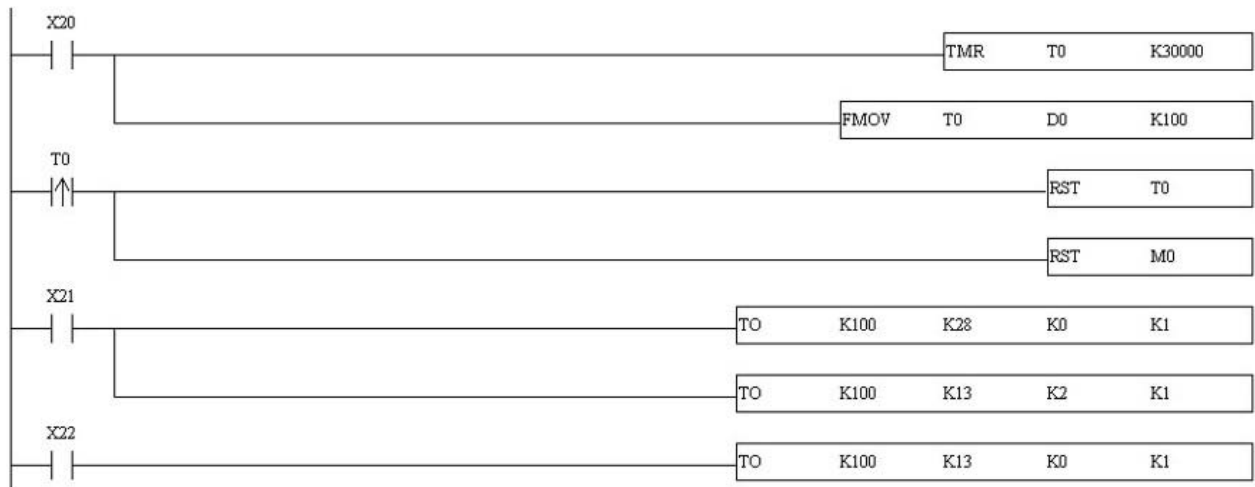 X20
TMR T0 K30000
FMOV T0 D0 K100
T0
RST T0
RST M0
X21
TO K100 K28 K0 K1
TO K100 K13 K2 K1
X22
TO K100 K13 K0 K1